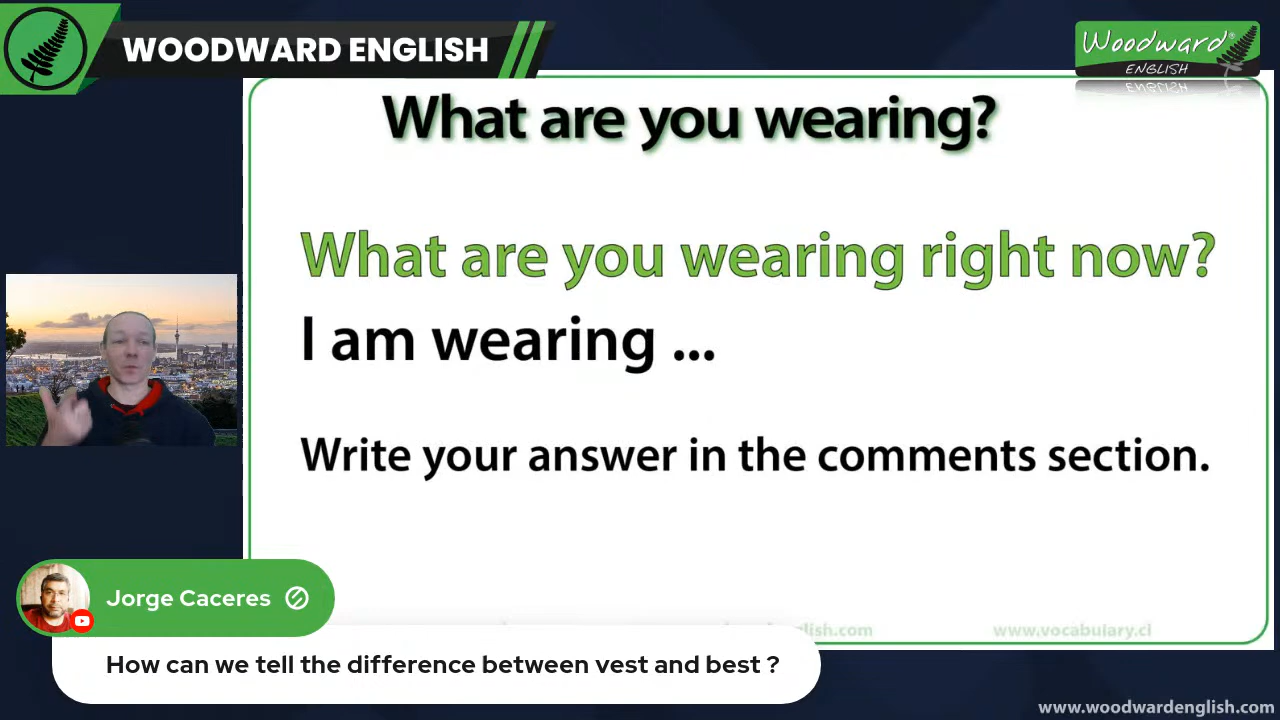 WOODWARD ENGLISH
Woodward®
ENGLISH
What are you wearing?
What are you wearing right now?
I am wearing ...
Write your answer in the comments section.
Jorge Caceres
lish.com
www.vocabulary.cl
How can we tell the difference between vest and best ?
www.woodwardenglish.com